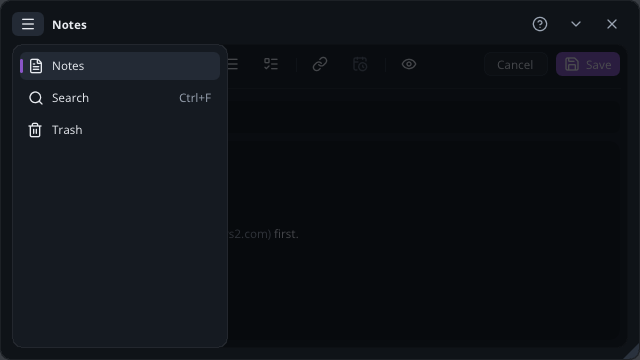 Notes
Notes
Cancel
Save
Search Ctrl+F
Trash
s2.com) first.